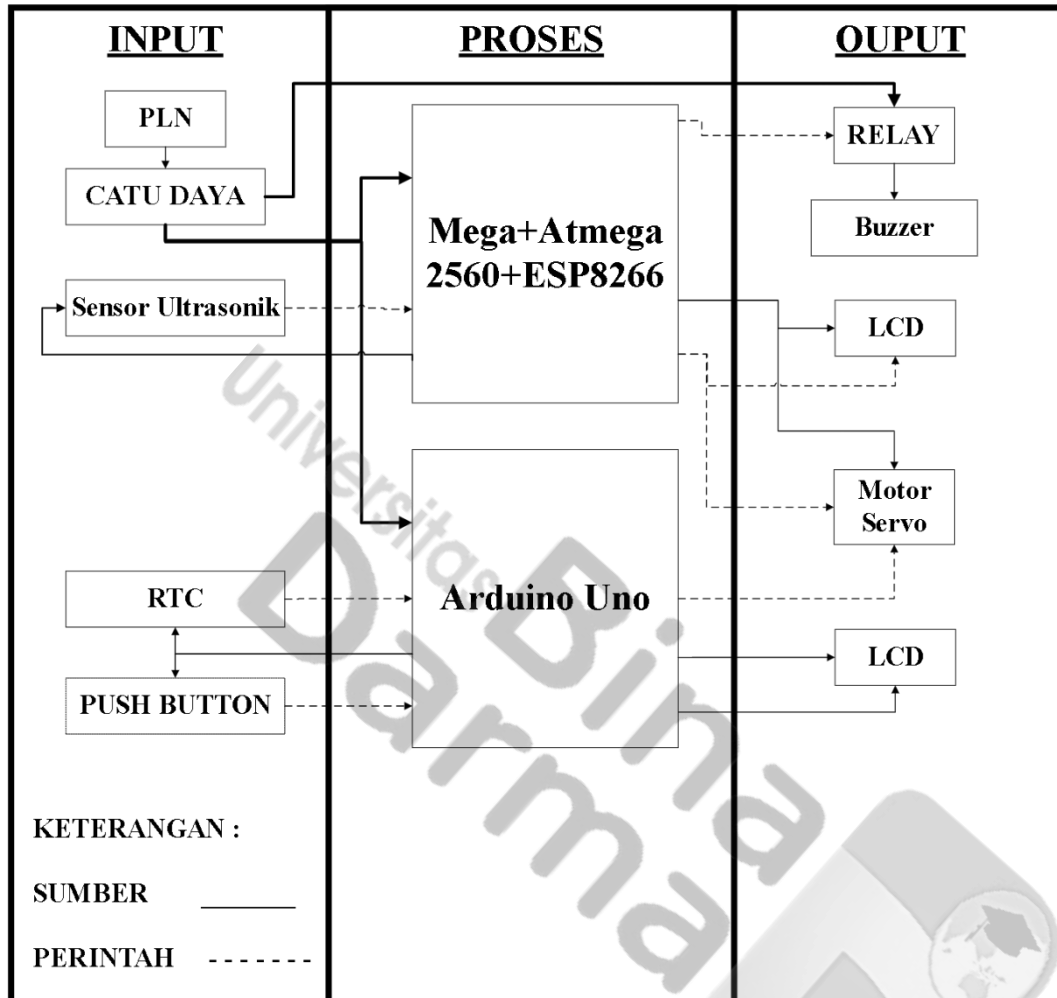 INPUT
PLN
CATU DAYA
Sensor Ultrasonik
RTC
PUSH BUTTON
KETERANGAN :
SUMBER
PERINTAH
PROSES
Mega+Atmega
2560+ESP8266
Arduino Uno
OUPUT
RELAY
Buzzer
LCD
Motor
Servo
LCD
Universitas
Bina
Darma